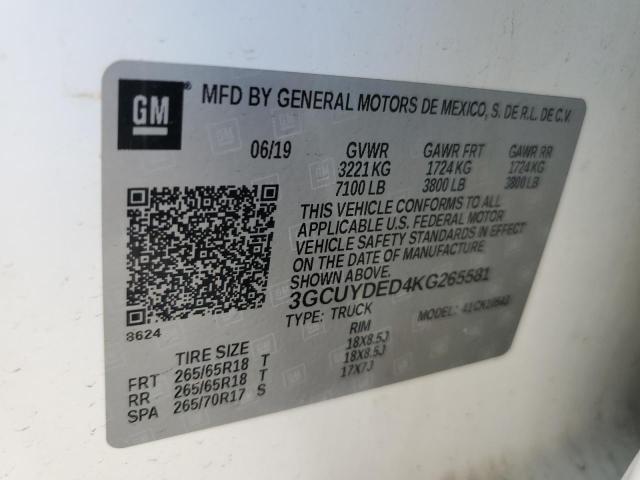 GM ®
MFD BY GENERAL MOTORS DE MEXICO, S. DE R.L. DE C.V.
06/19 GVWR GAWR FRT GAWR RR
3221 KG 1724 KG 1724 KG
7100 LB 3800 LB 3800 LB
THIS VEHICLE CONFORMS TO ALL
APPLICABLE U.S. FEDERAL MOTOR
VEHICLE SAFETY STANDARDS IN EFFECT
ON THE DATE OF MANUFACTURE
SHOWN ABOVE.
3GCUYDED4KG265581
TYPE: TRUCK MODEL:
8624
TIRE SIZE RIM
FRT 265/65R18 T 18X8.5J
RR 265/65R18 T 18X8.5J
SPA 265/70R17 S 17X7J